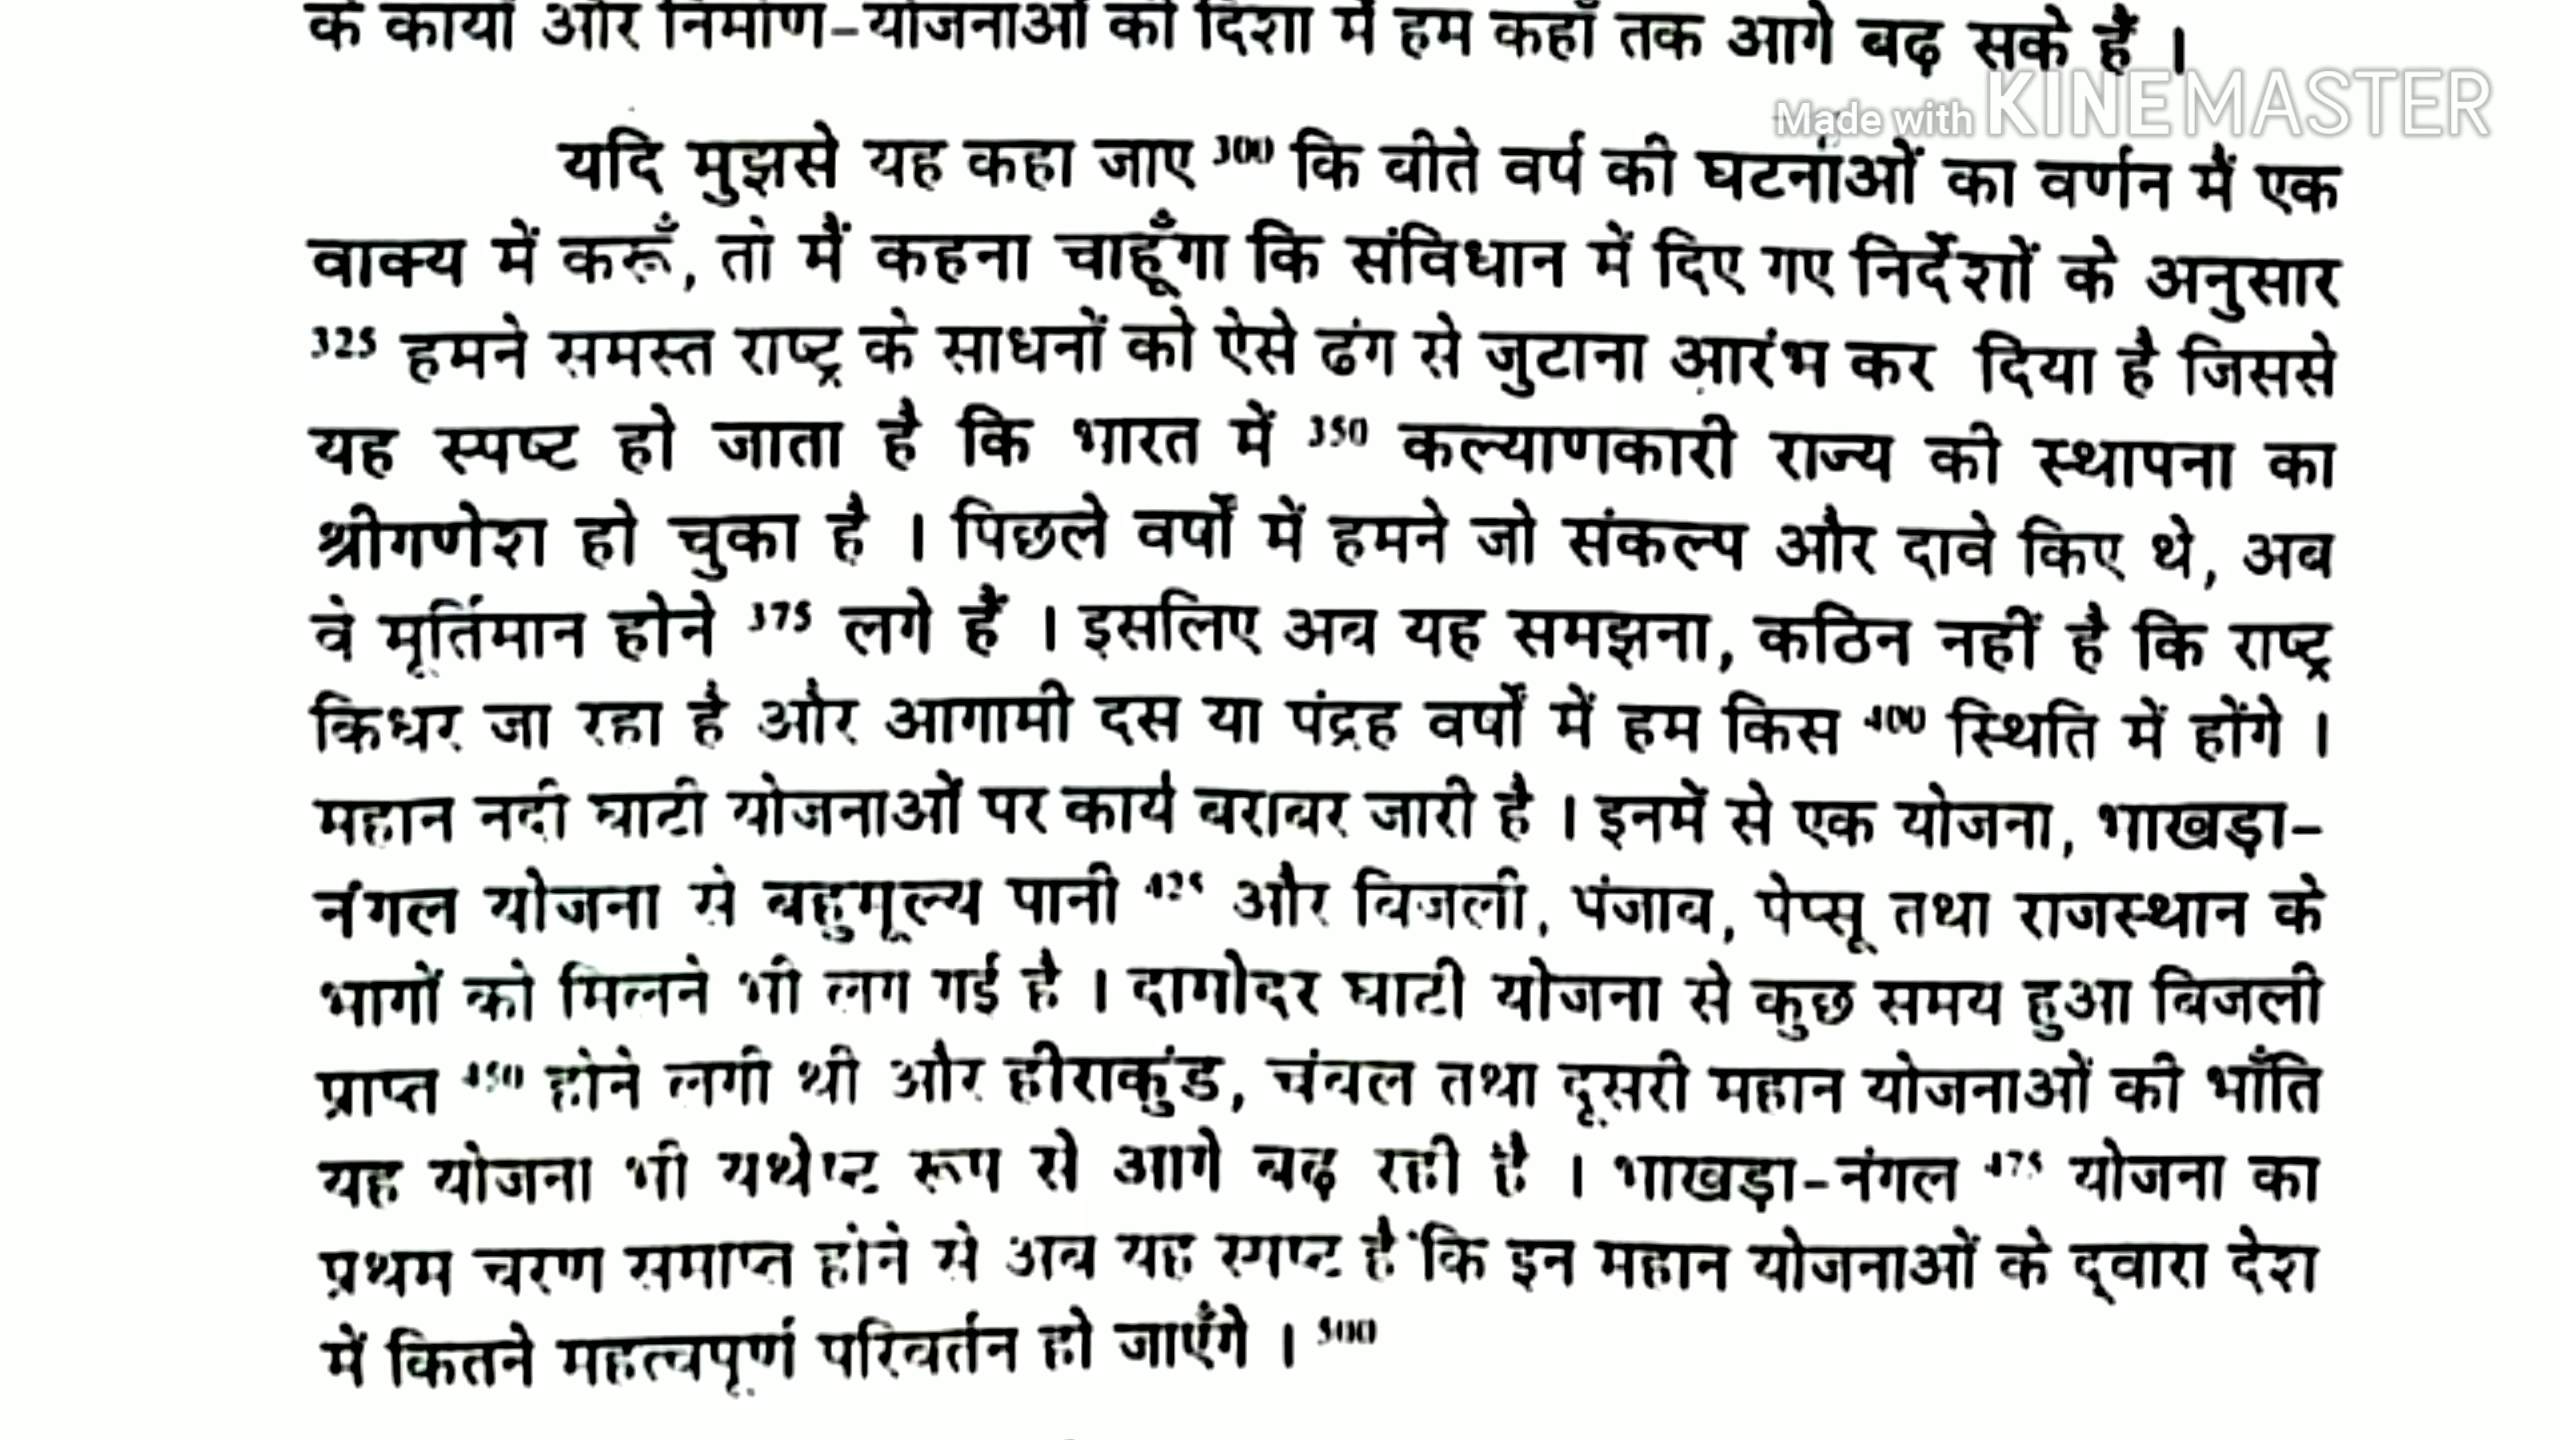 के कार्यों और निर्माण-योजनाओं की दिशा में हम कहाँ तक आगे बढ़ सके हैं ।
Made with KINEMASTER
यदि मुझसे यह कहा जाए 300 कि बीते वर्ष की घटनाओं का वर्णन मैं एक
वाक्य में करूँ, तो मैं कहना चाहूँगा कि संविधान में दिए गए निर्देशों के अनुसार
325 हमने समस्त राष्ट्र के साधनों को ऐसे ढंग से जुटाना आरंभ कर दिया है जिससे
यह स्पष्ट हो जाता है कि भारत में 350 कल्याणकारी राज्य की स्थापना का
श्रीगणेश हो चुका है । पिछले वर्षों में हमने जो संकल्प और दावे किए थे, अब
वे मूर्तिमान होने 375 लगे हैं । इसलिए अब यह समझना, कठिन नहीं है कि राष्ट्र
किधर जा रहा है और आगामी दस या पंद्रह वर्षों में हम किस 400 स्थिति में होंगे ।
महान नदी घाटी योजनाओं पर कार्य बराबर जारी है । इनमें से एक योजना, भाखड़ा-
नंगल योजना से बहुमूल्य पानी 425 और बिजली, पंजाब, पेप्सू तथा राजस्थान के
भागों को मिलने भी लग गई है । दामोदर घाटी योजना से कुछ समय हुआ बिजली
प्राप्त 450 होने लगी थी और हीराकुंड, चंबल तथा दूसरी महान योजनाओं की भाँति
यह योजना भी यथेष्ट रूप से आगे बढ़ रही है । भाखड़ा-नंगल 475 योजना का
प्रथम चरण समाप्त होने से अब यह स्पष्ट है कि इन महान योजनाओं के द्वारा देश
में कितने महत्वपूर्ण परिवर्तन हो जाएँगे । 500